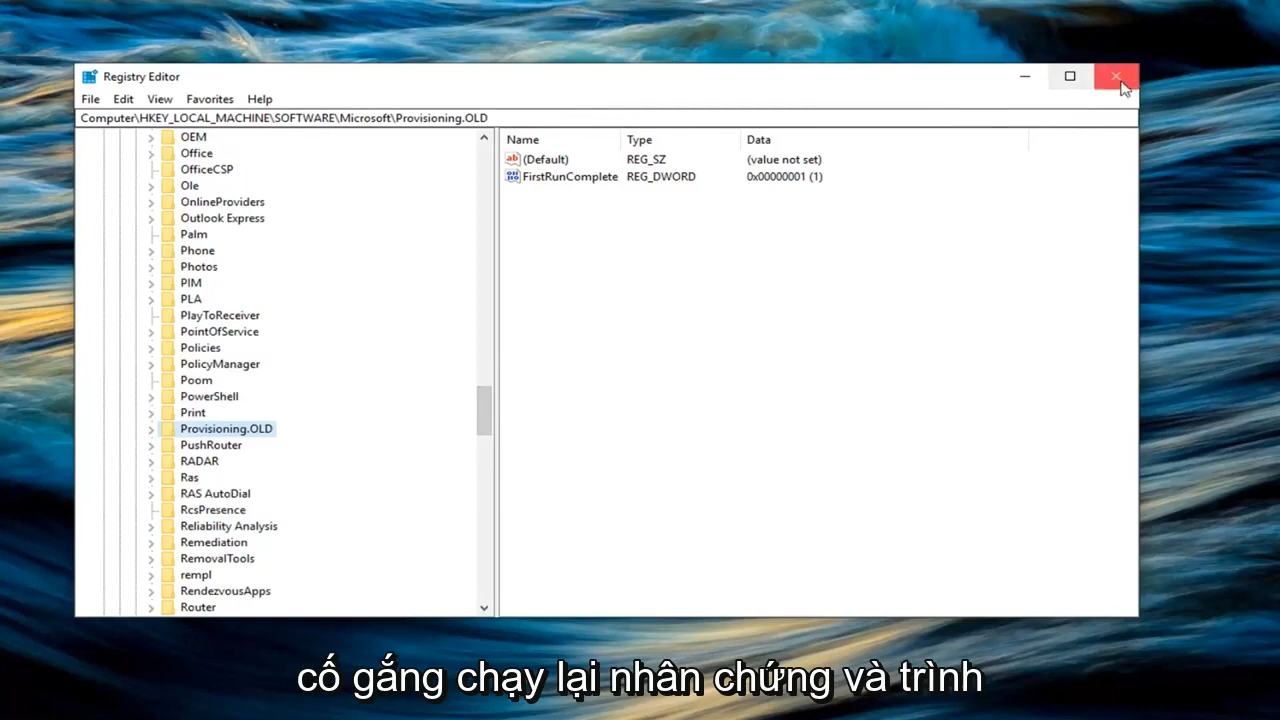 Registry Editor
File Edit View Favorites Help
Computer\HKEY_LOCAL_MACHINE\SOFTWARE\Microsoft\Provisioning.OLD
OEM
Office
OfficeCSP
Ole
OnlineProviders
Outlook Express
Palm
Phone
Photos
PIM
PLA
PlayToReceiver
PointOfService
Policies
PolicyManager
Poom
PowerShell
Print
Provisioning.OLD
PushRouter
RADAR
Ras
RAS AutoDial
RcsPresence
Reliability Analysis
Remediation
RemovalTools
rempl
RendezvousApps
Router
Name Type Data
(Default) REG_SZ (value not set)
FirstRunComplete REG_DWORD 0x00000001 (1)
cố gắng chạy lại nhân chứng và trình